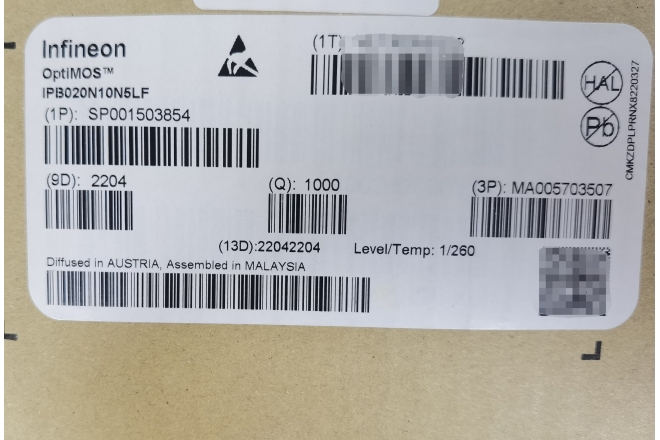 Infineon
OptiMOS™
IPB020N10N5LF
(1P): SP001503854
(1T)
HAL
Pb
CMKZDPLPRNX8220327
(9D): 2204
(Q): 1000
(3P): MA005703507
(13D):22042204
Level/Temp: 1/260
Diffused in AUSTRIA, Assembled in MALAYSIA